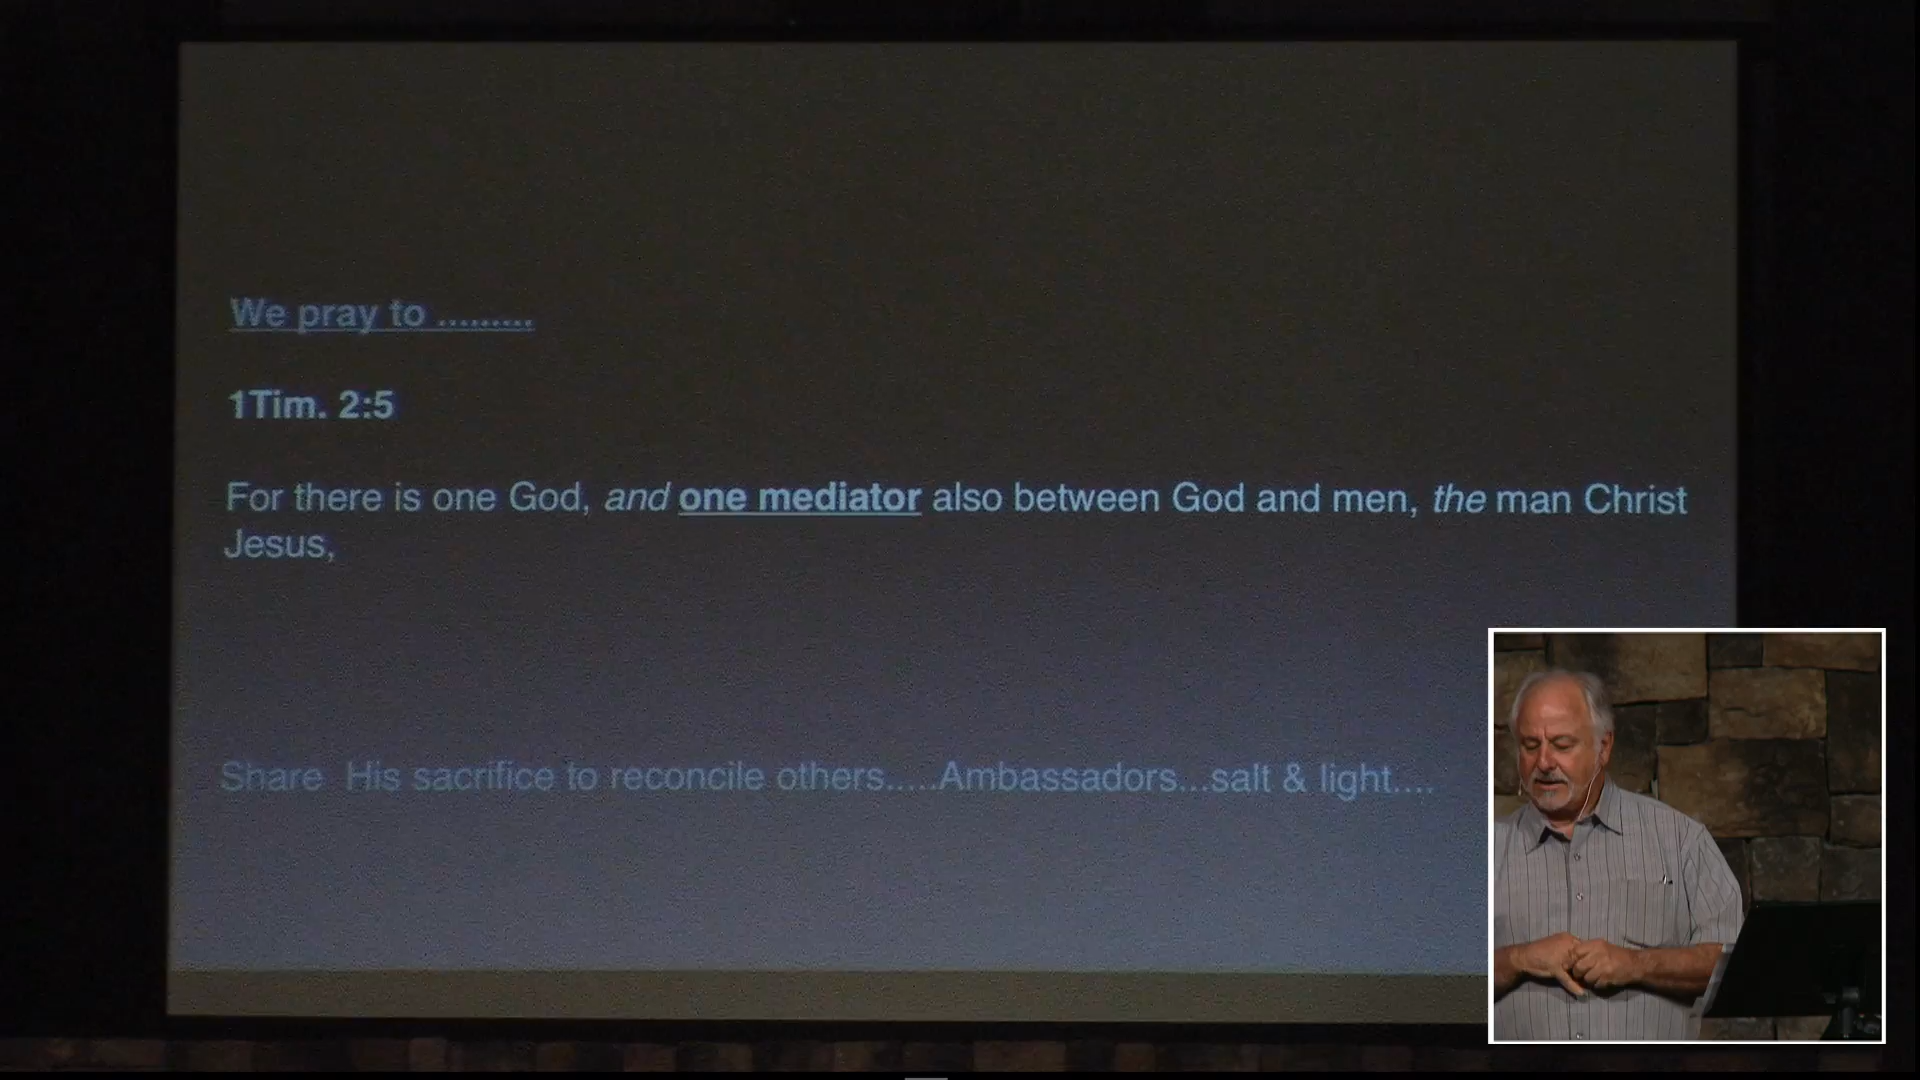 We pray to .........
1Tim. 2:5
For there is one God, and one mediator also between God and men, the man Christ
Jesus,
Share His sacrifice to reconcile others.....Ambassadors...salt & light....